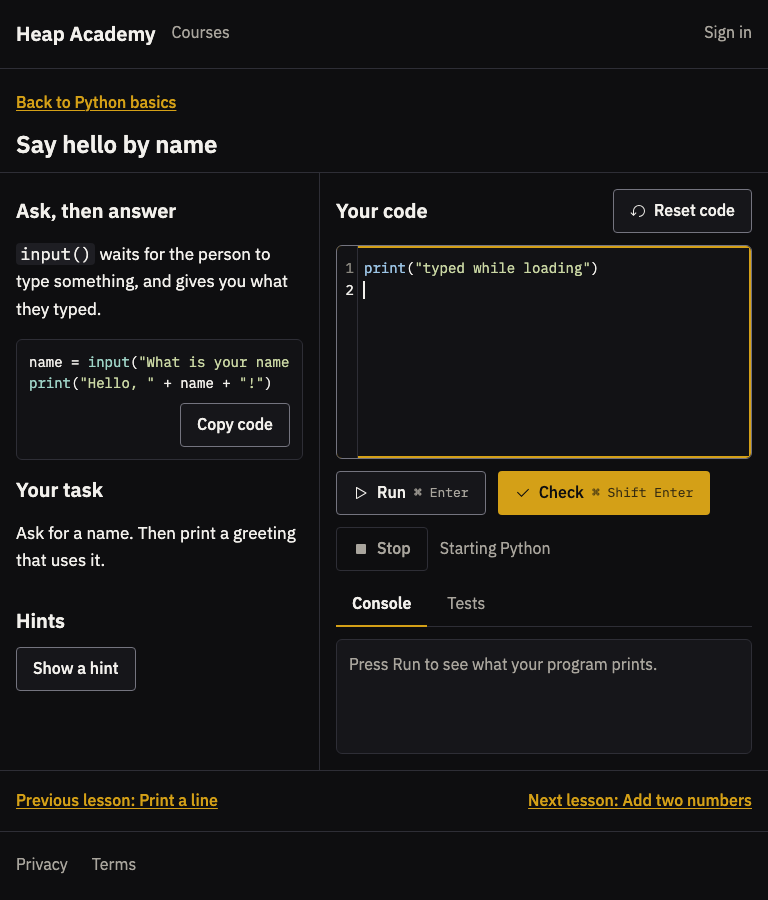 Heap Academy
Courses
Sign in
Back to Python basics
Say hello by name
Ask, then answer
input() waits for the person to
type something, and gives you what
they typed.
name = input("What is your name
print("Hello, " + name + "!")
Copy code
Your task
Ask for a name. Then print a greeting
that uses it.
Hints
Show a hint
Your code
Reset code
1 print("typed while loading")
2
Run ⌘ Enter
Check ⌘ Shift Enter
Stop
Starting Python
Console
Tests
Press Run to see what your program prints.
Previous lesson: Print a line
Next lesson: Add two numbers
Privacy
Terms